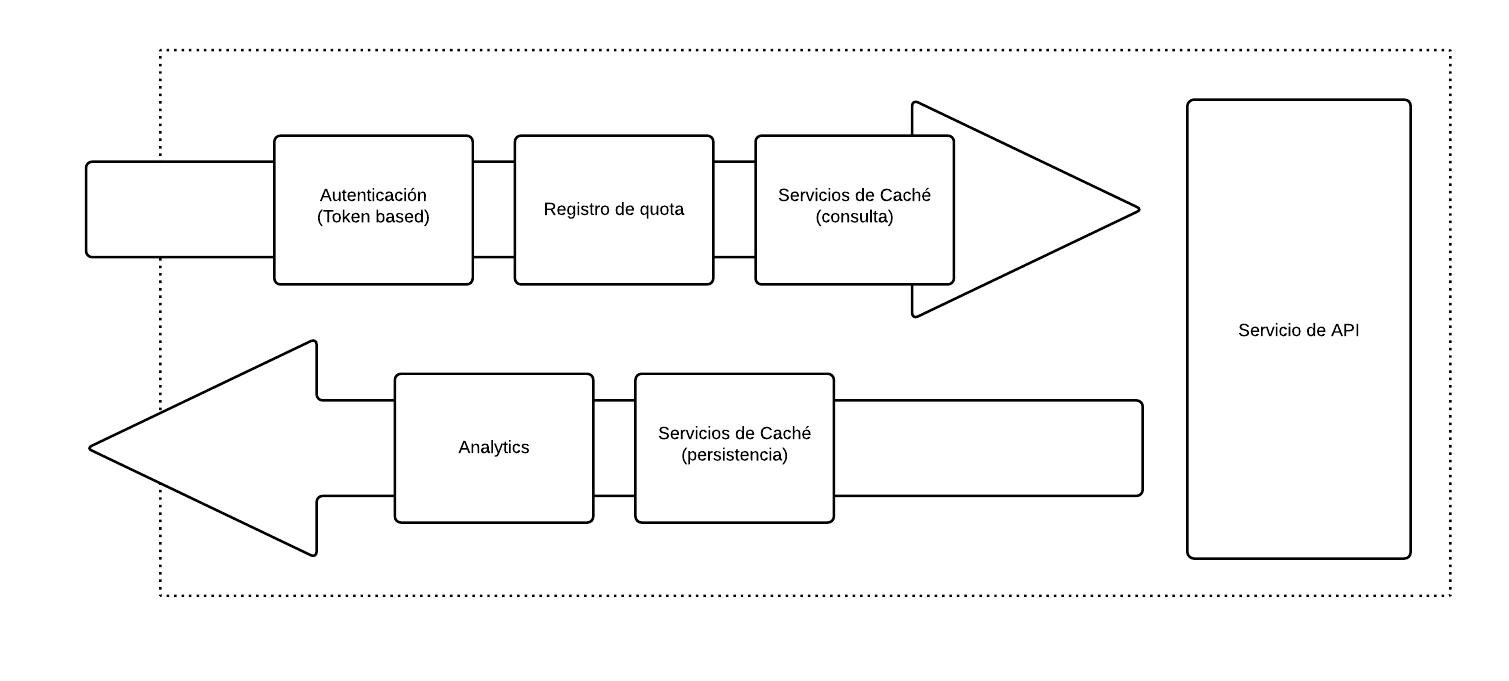 Autenticación
(Token based)
Registro de quota
Servicios de Caché
(consulta)
Servicio de API
Analytics
Servicios de Caché
(persistencia)